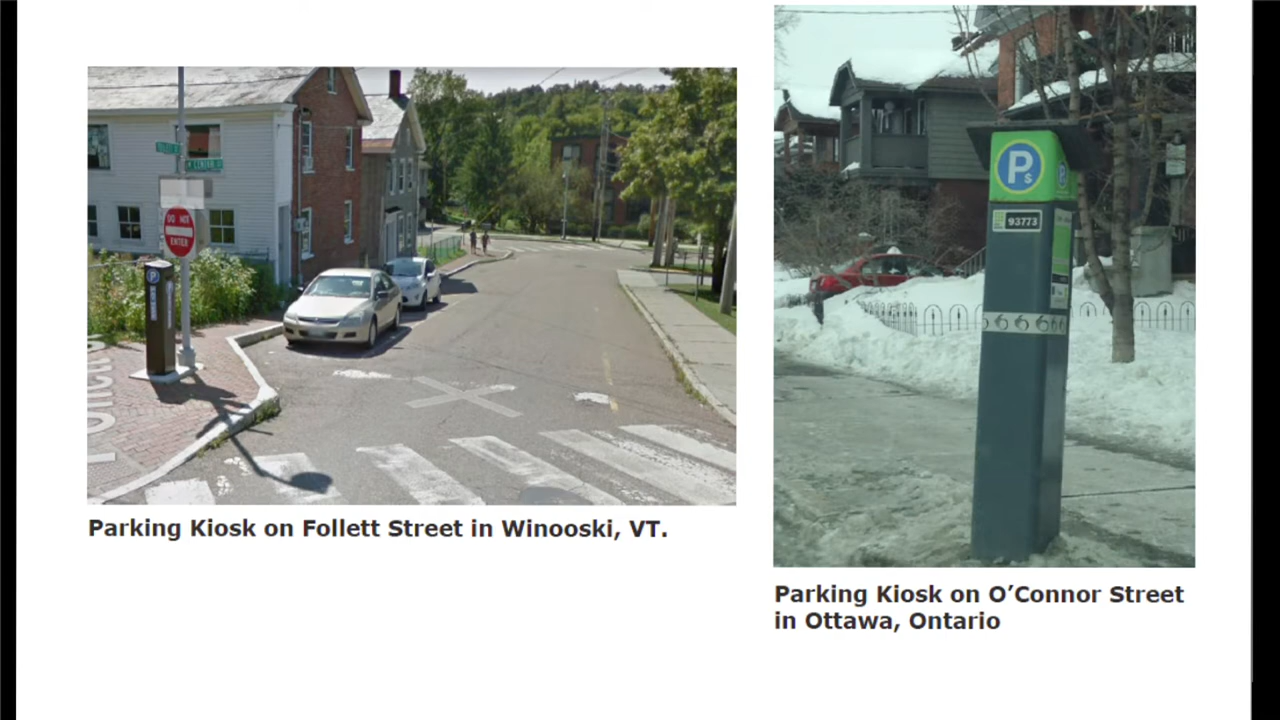 DO NOT
ENTER
P
Parking Kiosk on Follett Street in Winooski, VT.
P
$
93773
Parking Kiosk on O’Connor Street
in Ottawa, Ontario